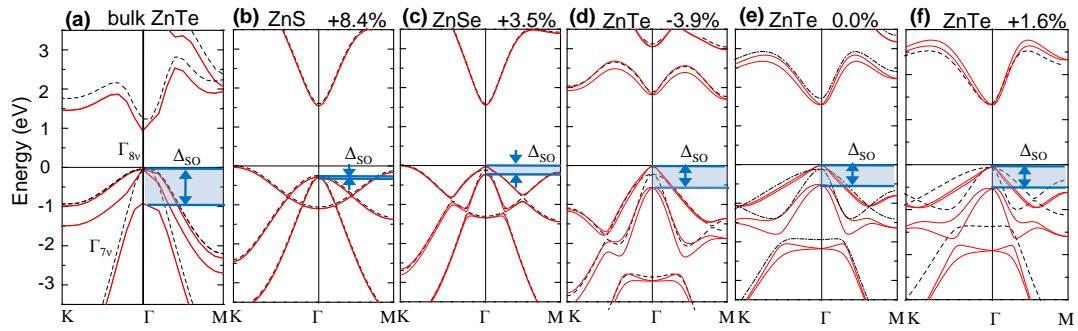 (a) bulk ZnTe
(b) ZnS +8.4%
(c) ZnSe +3.5%
(d) ZnTe -3.9%
(e) ZnTe 0.0%
(f) ZnTe +1.6%
Energy (eV)
3
2
1
0
-1
-2
-3
Γ8v
Γ7v
ΔSO
ΔSO
ΔSO
ΔSO
ΔSO
ΔSO
K Γ M
K Γ M
K Γ M
K Γ M
K Γ M
K Γ M